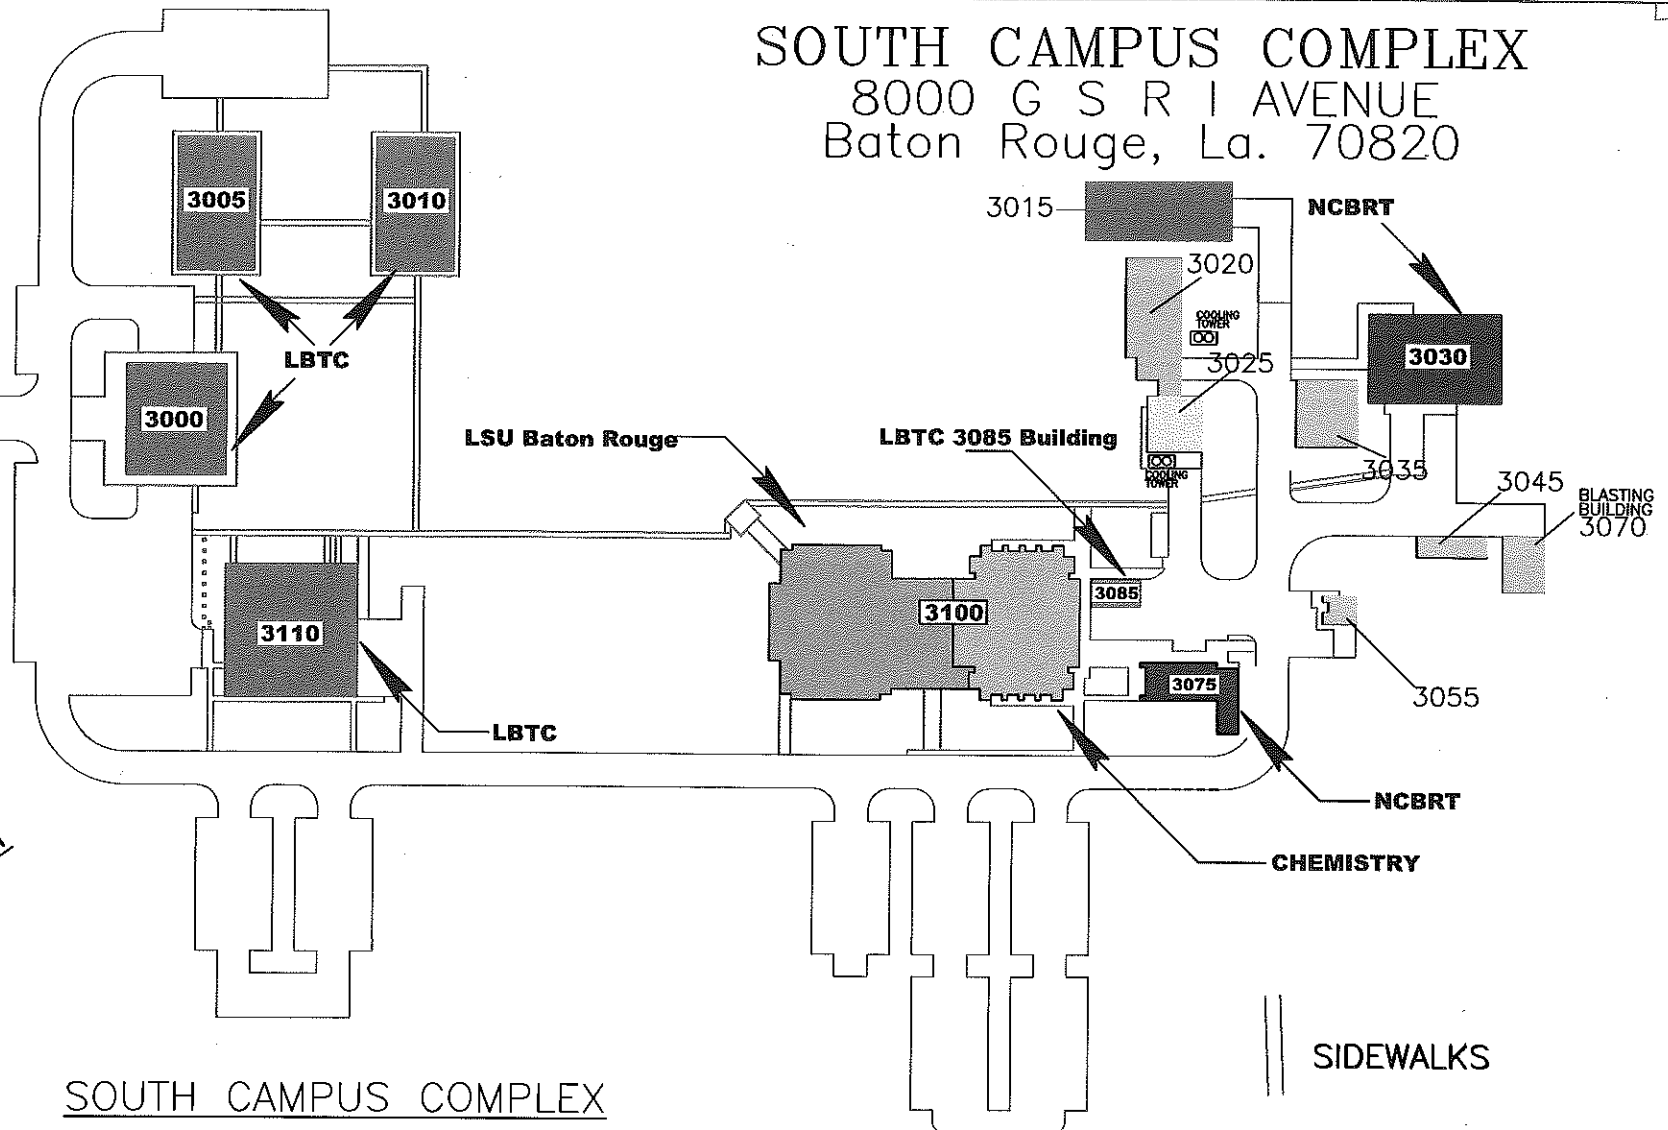 SOUTH CAMPUS COMPLEX
8000 G S R I AVENUE
Baton Rouge, La. 70820
3005
3010
3015
NCBRT
3020
COOLING
TOWER
3025
3030
LBTC
3000
LSU Baton Rouge
LBTC 3085 Building
COOLING
TOWER
3035
3045
BLASTING
BUILDING
3070
3110
3100
3085
3075
3055
LBTC
NCBRT
CHEMISTRY
SIDEWALKS
SOUTH CAMPUS COMPLEX